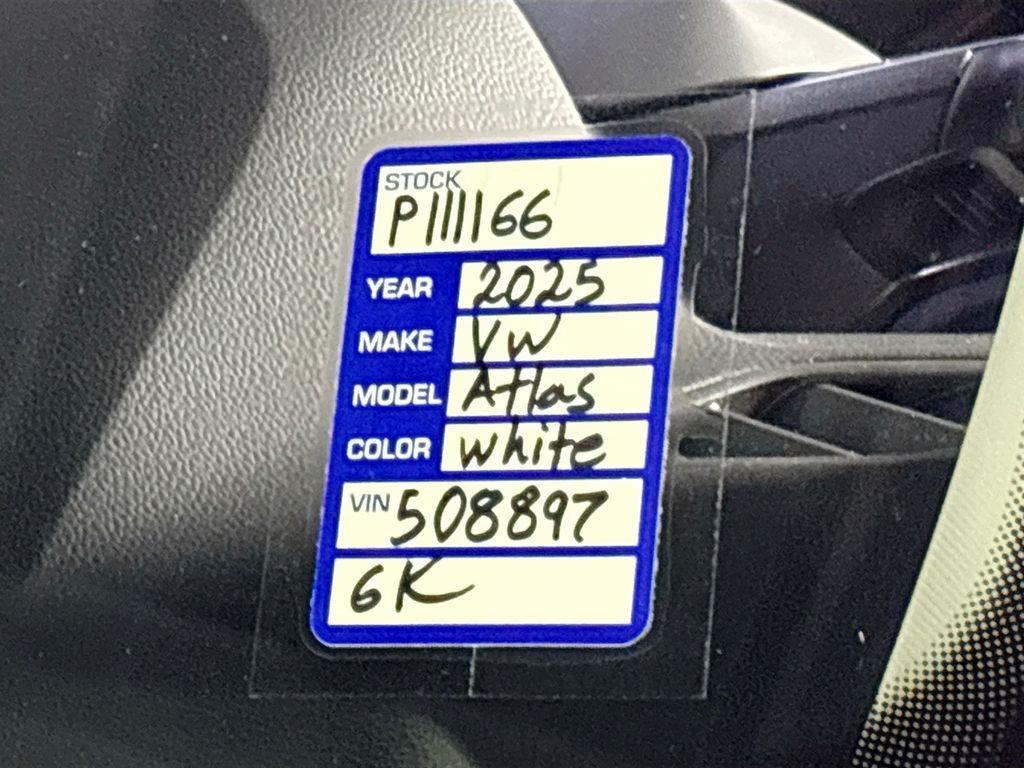 STOCK
P111166
YEAR 2025
MAKE VW
MODEL Atlas
COLOR white
VIN 508897
6K